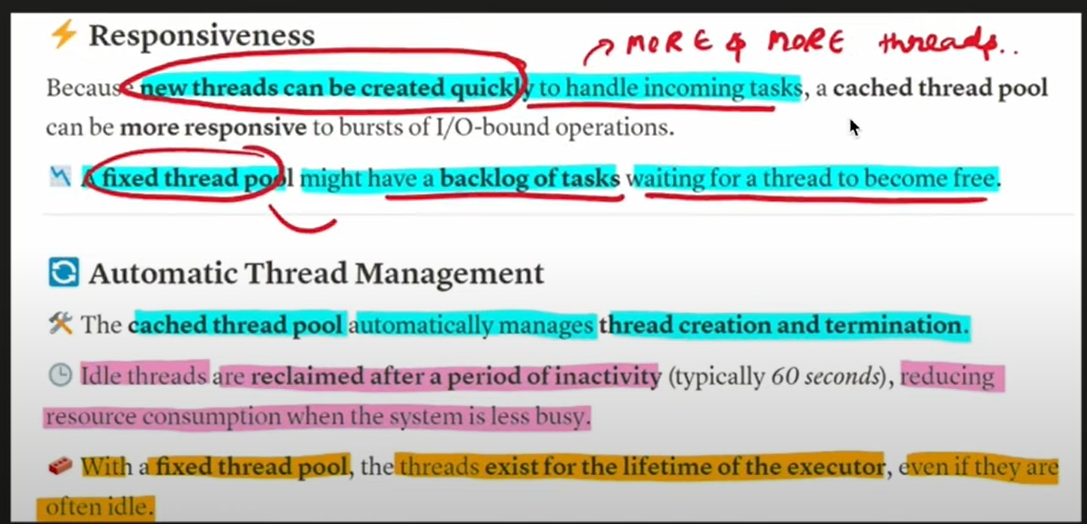 ⚡ Responsiveness
↗ MORE & MORE threads..
Because new threads can be created quickly to handle incoming tasks, a cached thread pool
can be more responsive to bursts of I/O-bound operations.
📉 A fixed thread pool might have a backlog of tasks waiting for a thread to become free.
🔄 Automatic Thread Management
🛠️ The cached thread pool automatically manages thread creation and termination.
🕒 Idle threads are reclaimed after a period of inactivity (typically 60 seconds), reducing
resource consumption when the system is less busy.
🧱 With a fixed thread pool, the threads exist for the lifetime of the executor, even if they are
often idle.